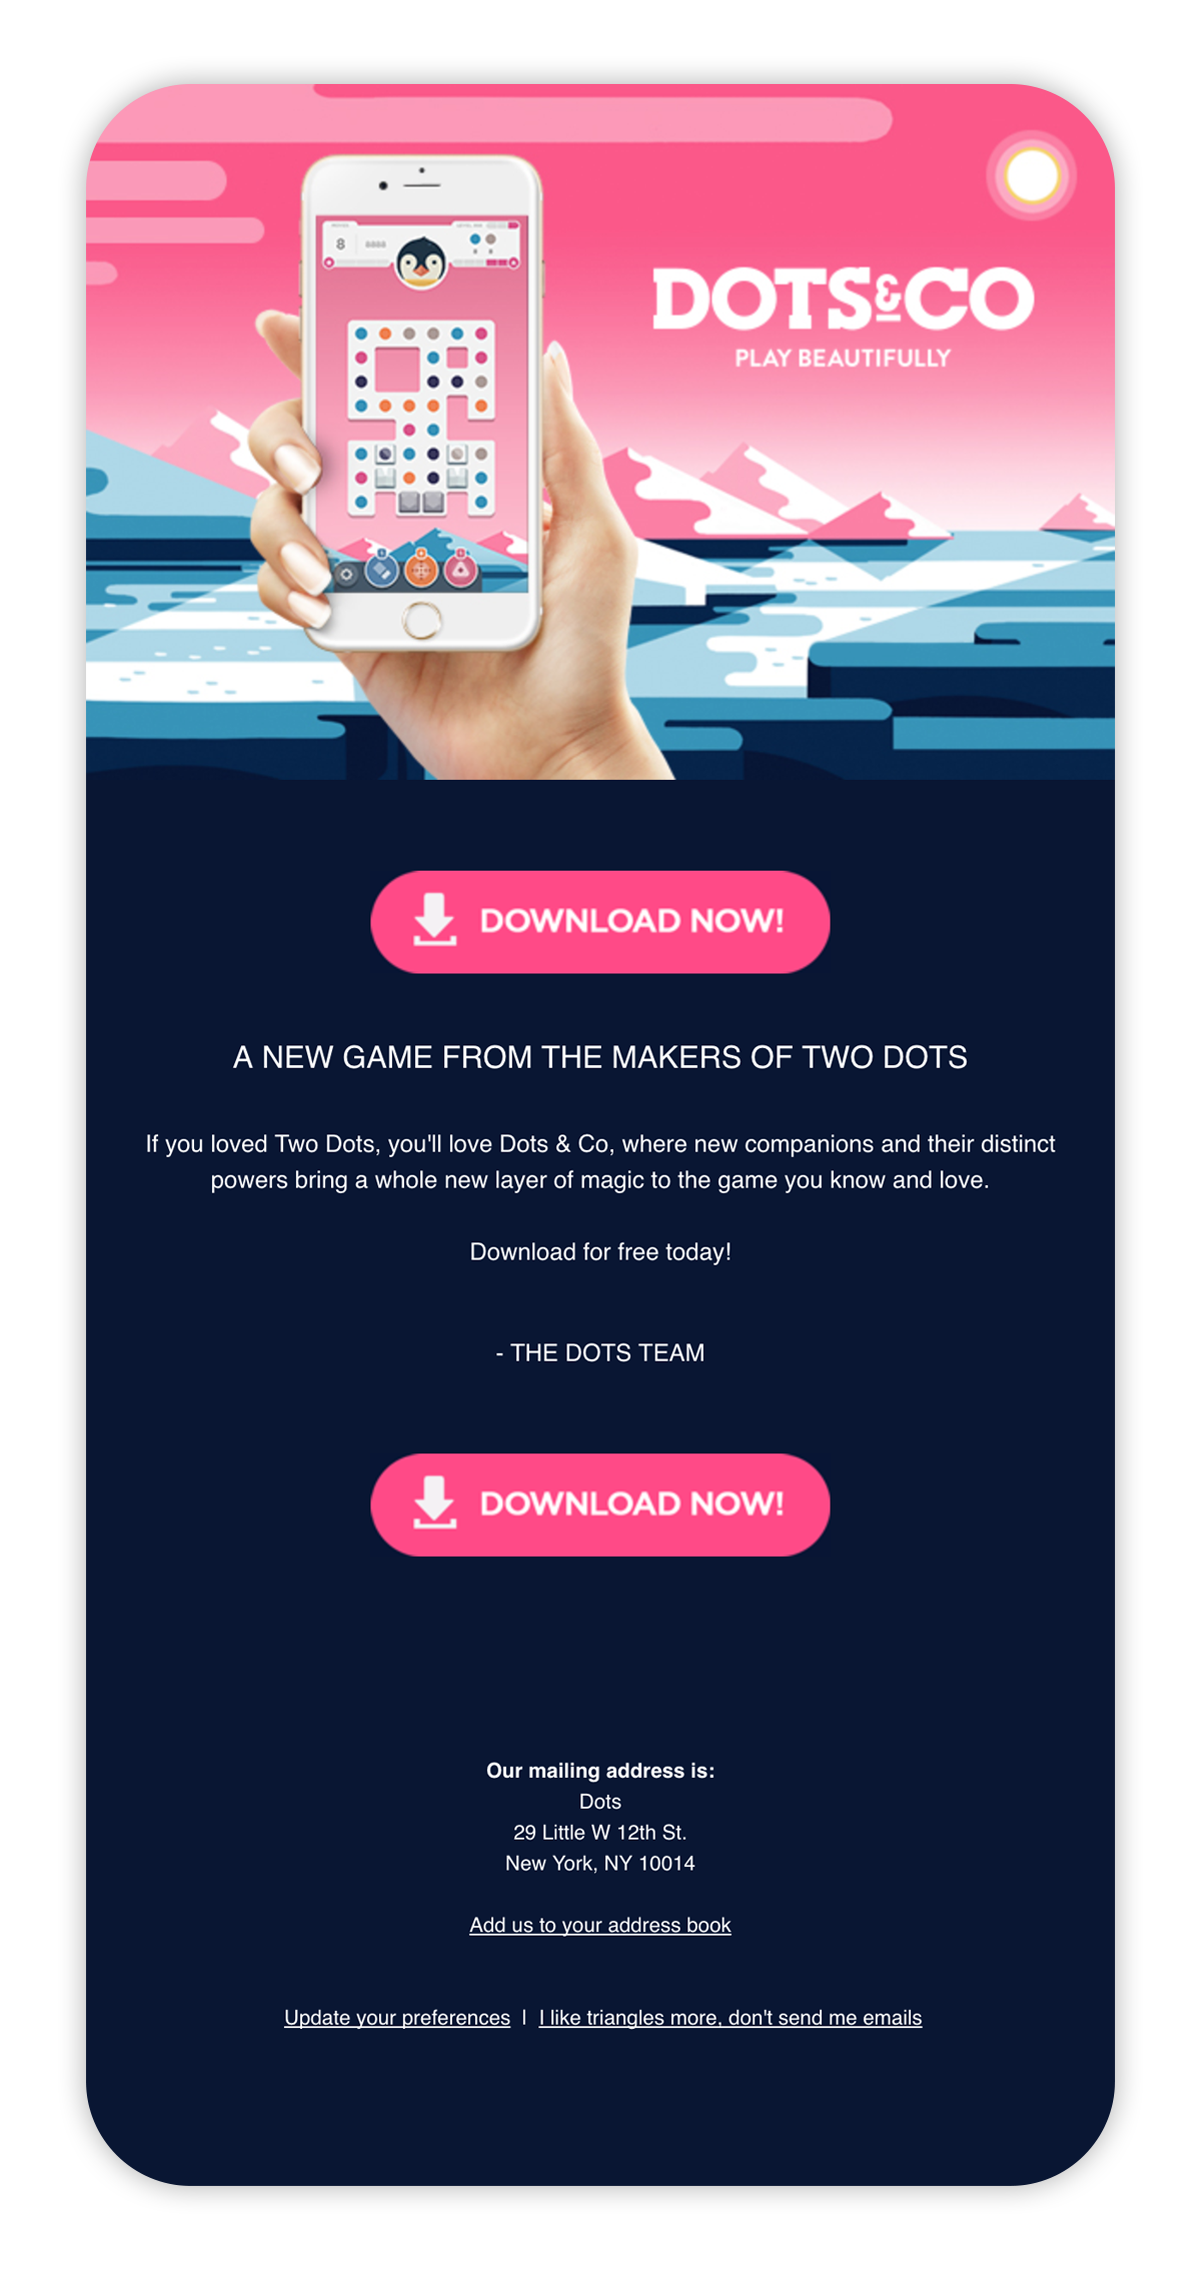 8
DOTS&CO
PLAY BEAUTIFULLY
DOWNLOAD NOW!
A NEW GAME FROM THE MAKERS OF TWO DOTS
If you loved Two Dots, you'll love Dots & Co, where new companions and their distinct
powers bring a whole new layer of magic to the game you know and love.
Download for free today!
- THE DOTS TEAM
DOWNLOAD NOW!
Our mailing address is:
Dots
29 Little W 12th St.
New York, NY 10014
Add us to your address book
Update your preferences | I like triangles more, don't send me emails